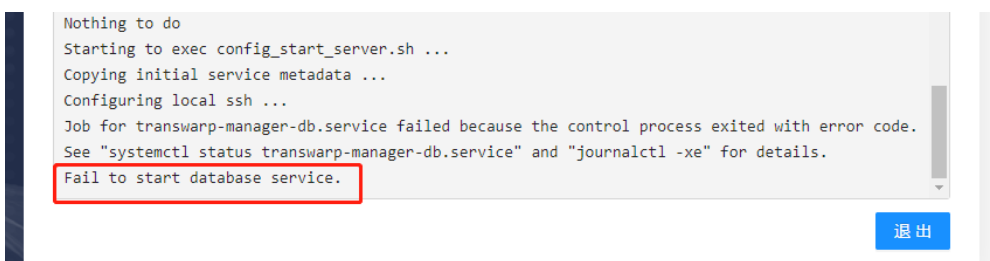 Nothing to do
Starting to exec config_start_server.sh ...
Copying initial service metadata ...
Configuring local ssh ...
Job for transwarp-manager-db.service failed because the control process exited with error code.
See "systemctl status transwarp-manager-db.service" and "journalctl -xe" for details.
Fail to start database service.
退出